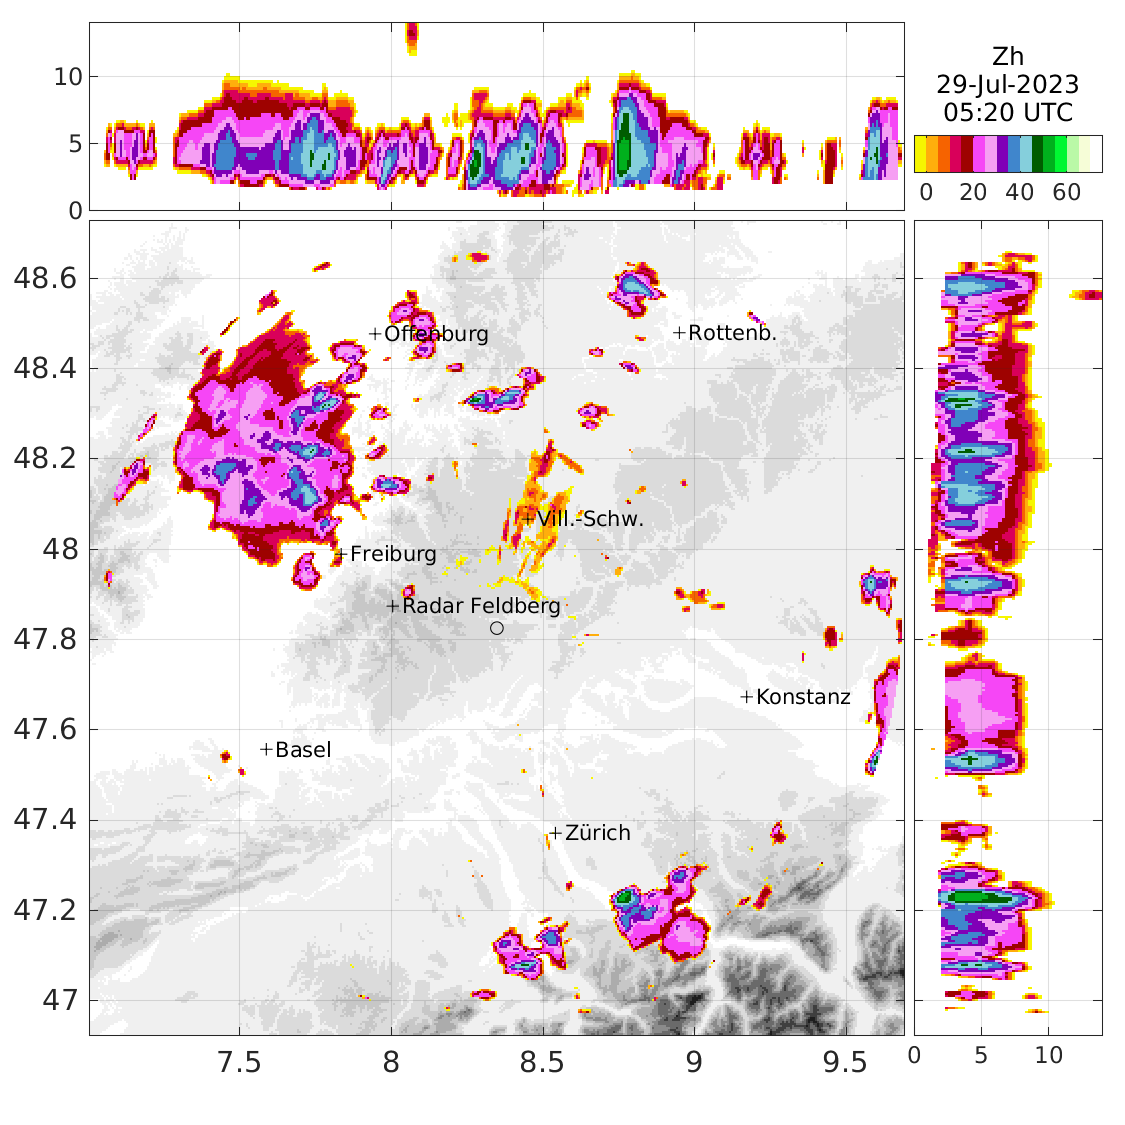 10
5
0
Zh
29-Jul-2023
05:20 UTC
0 20 40 60
48.6
48.4
48.2
48
47.8
47.6
47.4
47.2
47
+Offenburg
+Rottenb.
+Vill.-Schw.
+Freiburg
+Radar Feldberg
+Konstanz
+Basel
+Zürich
7.5 8 8.5 9 9.5
0 5 10